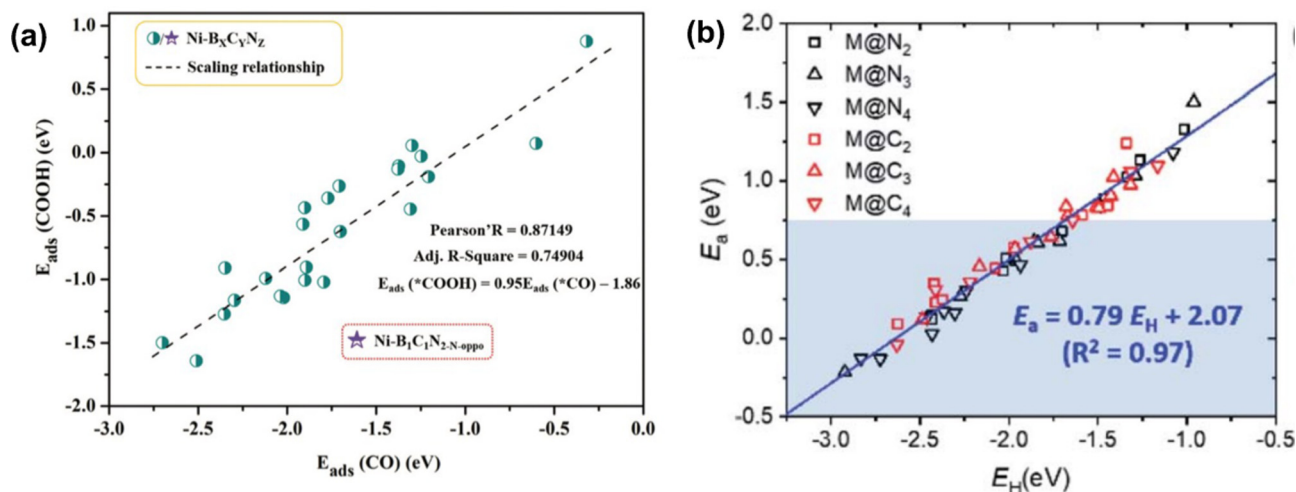 (a)
Ni-BXCYNZ
Scaling relationship
Pearson'R = 0.87149
Adj. R-Square = 0.74904
Eads (*COOH) = 0.95Eads (*CO) – 1.86
Ni-B1C1N2-N-oppo
1.0
0.5
0.0
-0.5
-1.0
-1.5
-2.0
Eads (COOH) (eV)
-3.0 -2.5 -2.0 -1.5 -1.0 -0.5 0.0
Eads (CO) (eV)
(b)
M@N2
M@N3
M@N4
M@C2
M@C3
M@C4
Ea = 0.79 EH + 2.07
(R2 = 0.97)
2.0
1.5
1.0
0.5
0.0
-0.5
Ea (eV)
-3.0 -2.5 -2.0 -1.5 -1.0 -0.5
EH(eV)
(